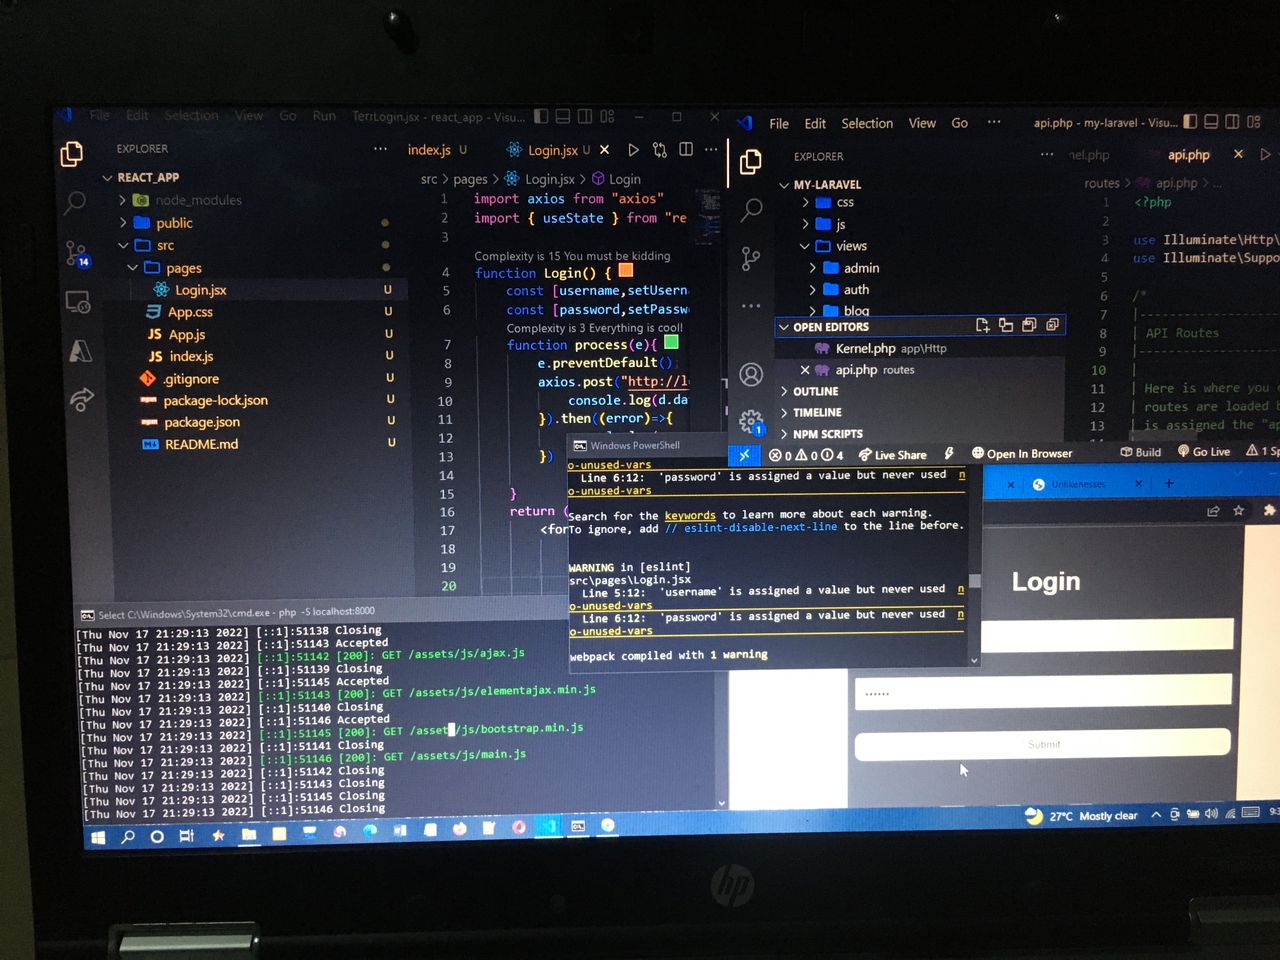 File Edit Selection View Go Run Login.jsx - react_app - Visu...
EXPLORER ...
REACT_APP
node_modules
public
src
pages
Login.jsx U
App.css U
JS App.js U
JS index.js U
.gitignore U
package-lock.json U
package.json U
README.md U
14
index.js U Login.jsx U
src > pages > Login.jsx > Login
1 import axios from "axios"
2 import { useState } from "re
3
Complexity is 15 You must be kidding
4 function Login() {
5 const [username,setUsern
6 const [password,setPassw
Complexity is 3 Everything is cool!
7 function process(e){
8 e.preventDefault();
9 axios.post("http://l
10 console.log(d.da
11 }).then((error)=>{
12
13 })
14
15 }
16 return (
17 <for
18
19
20
File Edit Selection View Go ... api.php - my-laravel - Visu...
EXPLORER ...
MY-LARAVEL
css
js
views
admin
auth
blog
OPEN EDITORS
Kernel.php app\Http
api.php routes
OUTLINE
TIMELINE
NPM SCRIPTS
1
nel.php api.php
routes > api.php > ...
1 <?php
3 use Illuminate\Http\
4 use Illuminate\Suppo
5
6 /*
7 |---------------
8 | API Routes
9 |---------------
10 |
11 | Here is where you
12 | routes are loaded b
13 | is assigned the "ap
0 0 4 Live Share Open In Browser Build Go Live 1 Sp
Windows PowerShell
o-unused-vars
Line 6:12: 'password' is assigned a value but never used n
o-unused-vars
Search for the keywords to learn more about each warning.
To ignore, add // eslint-disable-next-line to the line before.
WARNING in [eslint]
src\pages\Login.jsx
Line 5:12: 'username' is assigned a value but never used n
o-unused-vars
Line 6:12: 'password' is assigned a value but never used n
o-unused-vars
webpack compiled with 1 warning
Unlikenesses
Login
Submit
Select C:\Windows\System32\cmd.exe - php -S localhost:8000
[Thu Nov 17 21:29:13 2022] [::1]:51138 Closing
[Thu Nov 17 21:29:13 2022] [::1]:51143 Accepted
[Thu Nov 17 21:29:13 2022] [::1]:51142 [200]: GET /assets/js/ajax.js
[Thu Nov 17 21:29:13 2022] [::1]:51139 Closing
[Thu Nov 17 21:29:13 2022] [::1]:51145 Accepted
[Thu Nov 17 21:29:13 2022] [::1]:51143 [200]: GET /assets/js/elementajax.min.js
[Thu Nov 17 21:29:13 2022] [::1]:51140 Closing
[Thu Nov 17 21:29:13 2022] [::1]:51146 Accepted
[Thu Nov 17 21:29:13 2022] [::1]:51145 [200]: GET /assets/js/bootstrap.min.js
[Thu Nov 17 21:29:13 2022] [::1]:51141 Closing
[Thu Nov 17 21:29:13 2022] [::1]:51146 [200]: GET /assets/js/main.js
[Thu Nov 17 21:29:13 2022] [::1]:51142 Closing
[Thu Nov 17 21:29:13 2022] [::1]:51143 Closing
[Thu Nov 17 21:29:13 2022] [::1]:51145 Closing
[Thu Nov 17 21:29:13 2022] [::1]:51146 Closing
27°C Mostly clear
hp